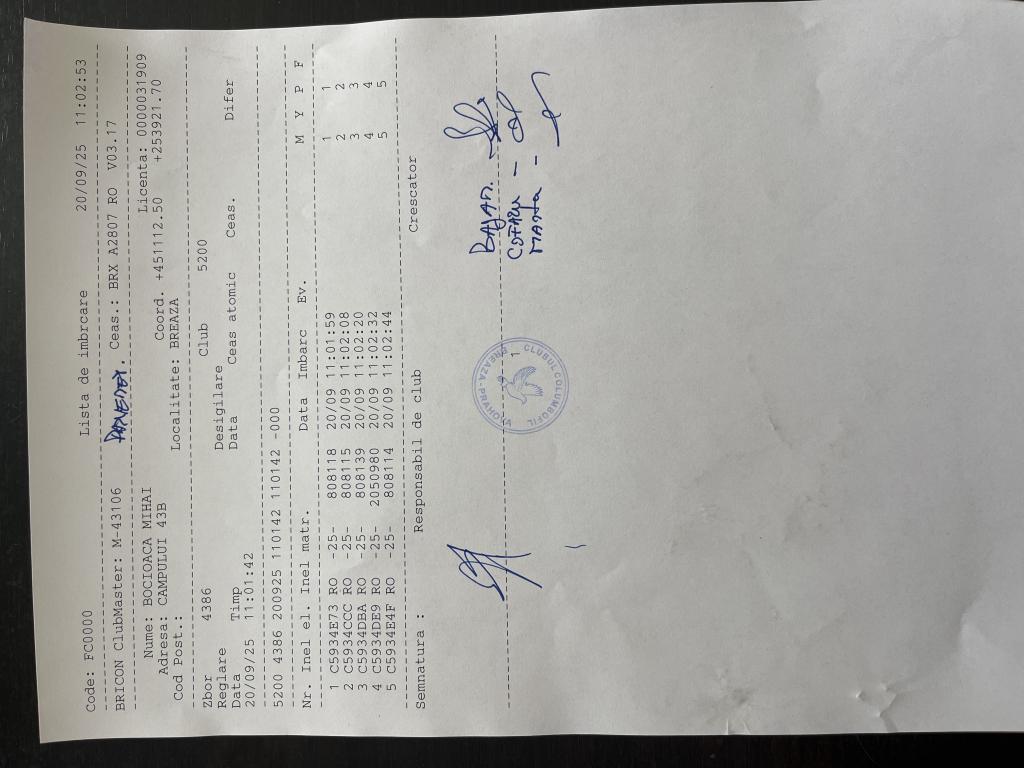 Code: FC0000 Lista de imbrcare 20/09/25 11:02:53
BRICON ClubMaster: M-43106 Ceas.: BRX A2807 RO V03.17
Nume: BOCIOACA MIHAI Licenta: 0000031909
Adresa: CAMPULUI 43B Coord. +451112.50 +253921.70
Cod Post.: Localitate: BREAZA
Zbor 4386 Club 5200
Reglare Desigilare
Data Timp Data Ceas atomic Ceas. Difer
20/09/25 11:01:42
5200 4386 200925 110142 110142 -000
Nr. Inel el. Inel matr. Data Imbarc Ev. M Y P F
1 C5934E73 RO -25- 808118 20/09 11:01:59 1 1
2 C5934CCC RO -25- 808115 20/09 11:02:08 2 2
3 C5934DBA RO -25- 808139 20/09 11:02:20 3 3
4 C5934DE9 RO -25- 2050980 20/09 11:02:32 4 4
5 C5934E4F RO -25- 808114 20/09 11:02:44 5 5
Semnatura : Responsabil de club Crescator
CLUBUL COLUMBOFIL
BREAZA-PRAHOVA
1